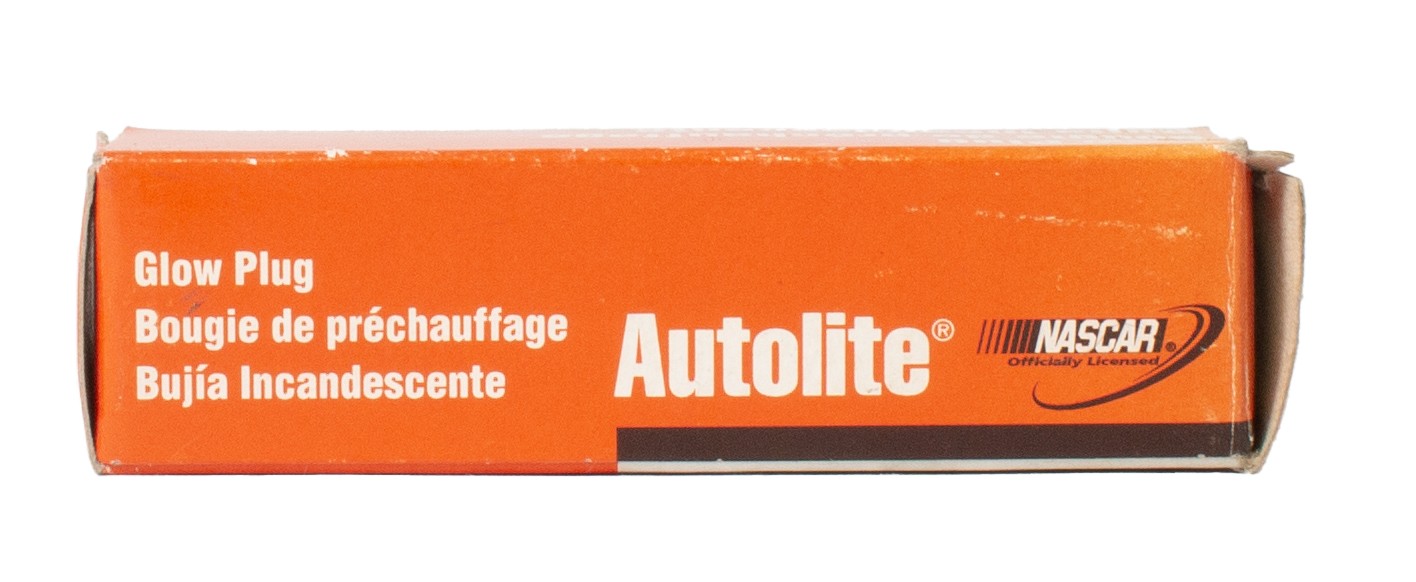 Glow Plug
Bougie de préchauffage
Bujía Incandescente
Autolite®
NASCAR®
Officially Licensed